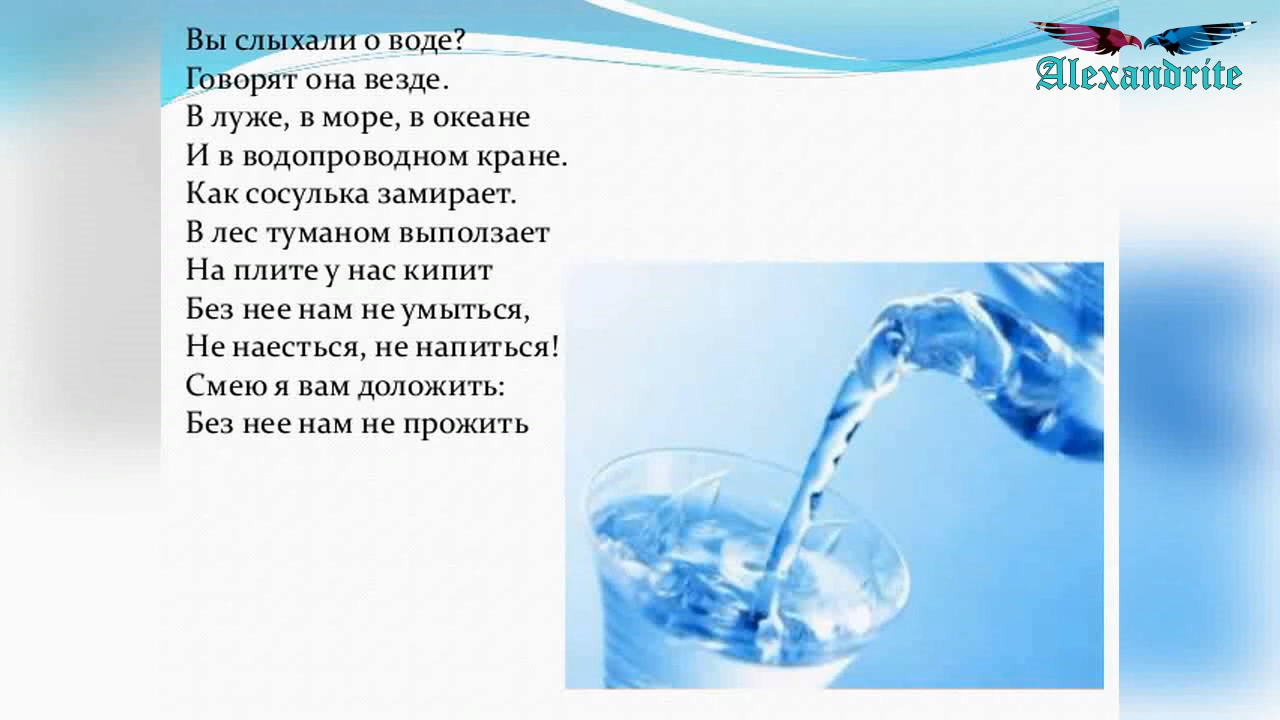 Вы слыхали о воде?
Говорят она везде.
В луже, в море, в океане
И в водопроводном кране.
Как сосулька замирает.
В лес туманом выползает
На плите у нас кипит
Без нее нам не умыться,
Не наесться, не напиться!
Смею я вам доложить:
Без нее нам не прожить
Alexandrite